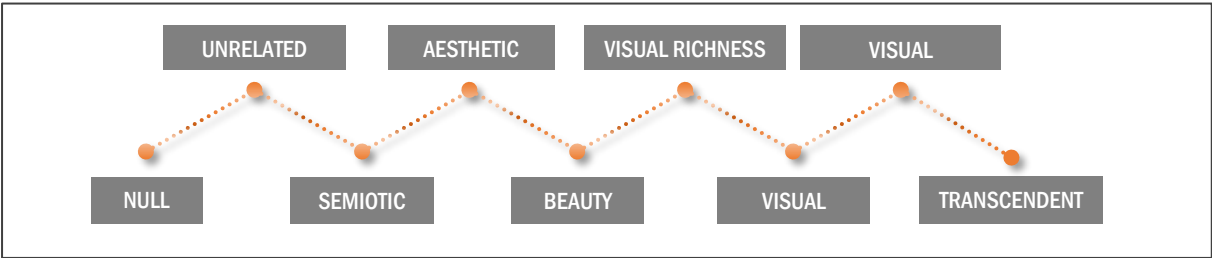 UNRELATED
AESTHETIC
VISUAL RICHNESS
VISUAL
NULL
SEMIOTIC
BEAUTY
VISUAL
TRANSCENDENT